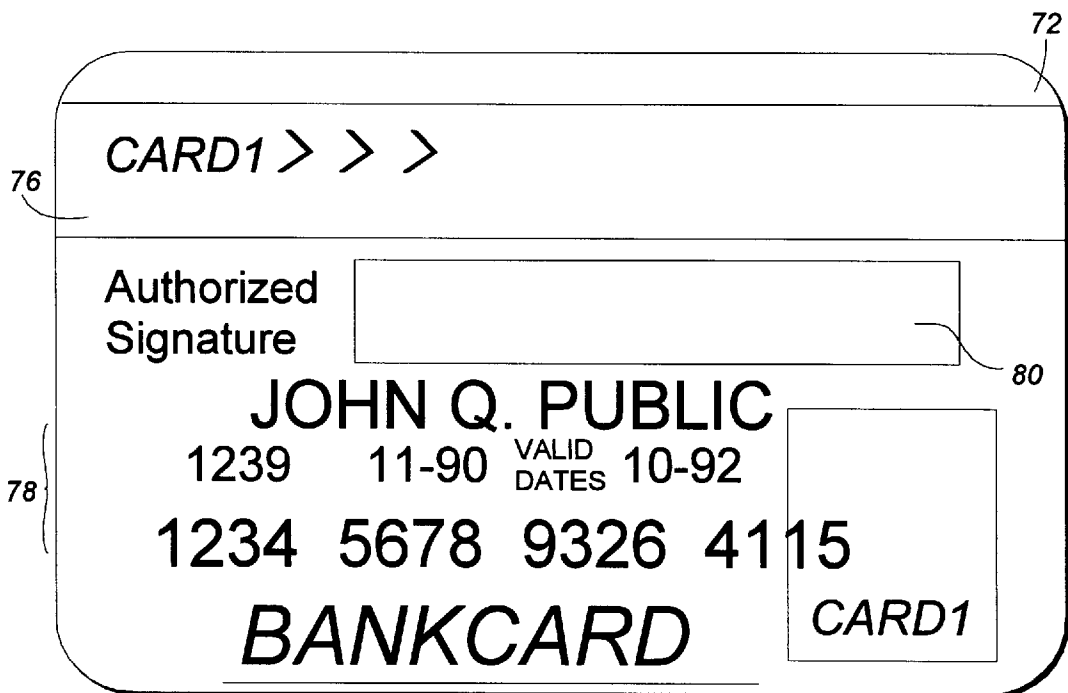 72
CARD1 > > >
76
Authorized
Signature
80
JOHN Q. PUBLIC
1239 11-90 VALID DATES 10-92
78
1234 5678 9326 4115
CARD1
BANKCARD